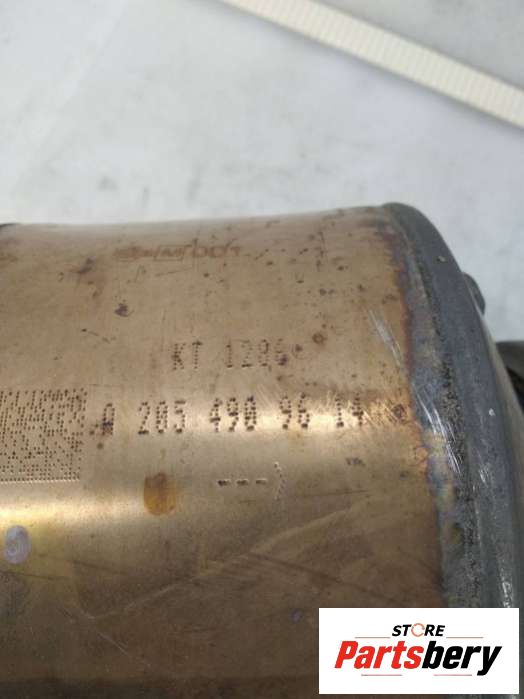 KT 1286
A 205 490 96 14
--->
STORE
Partsbery